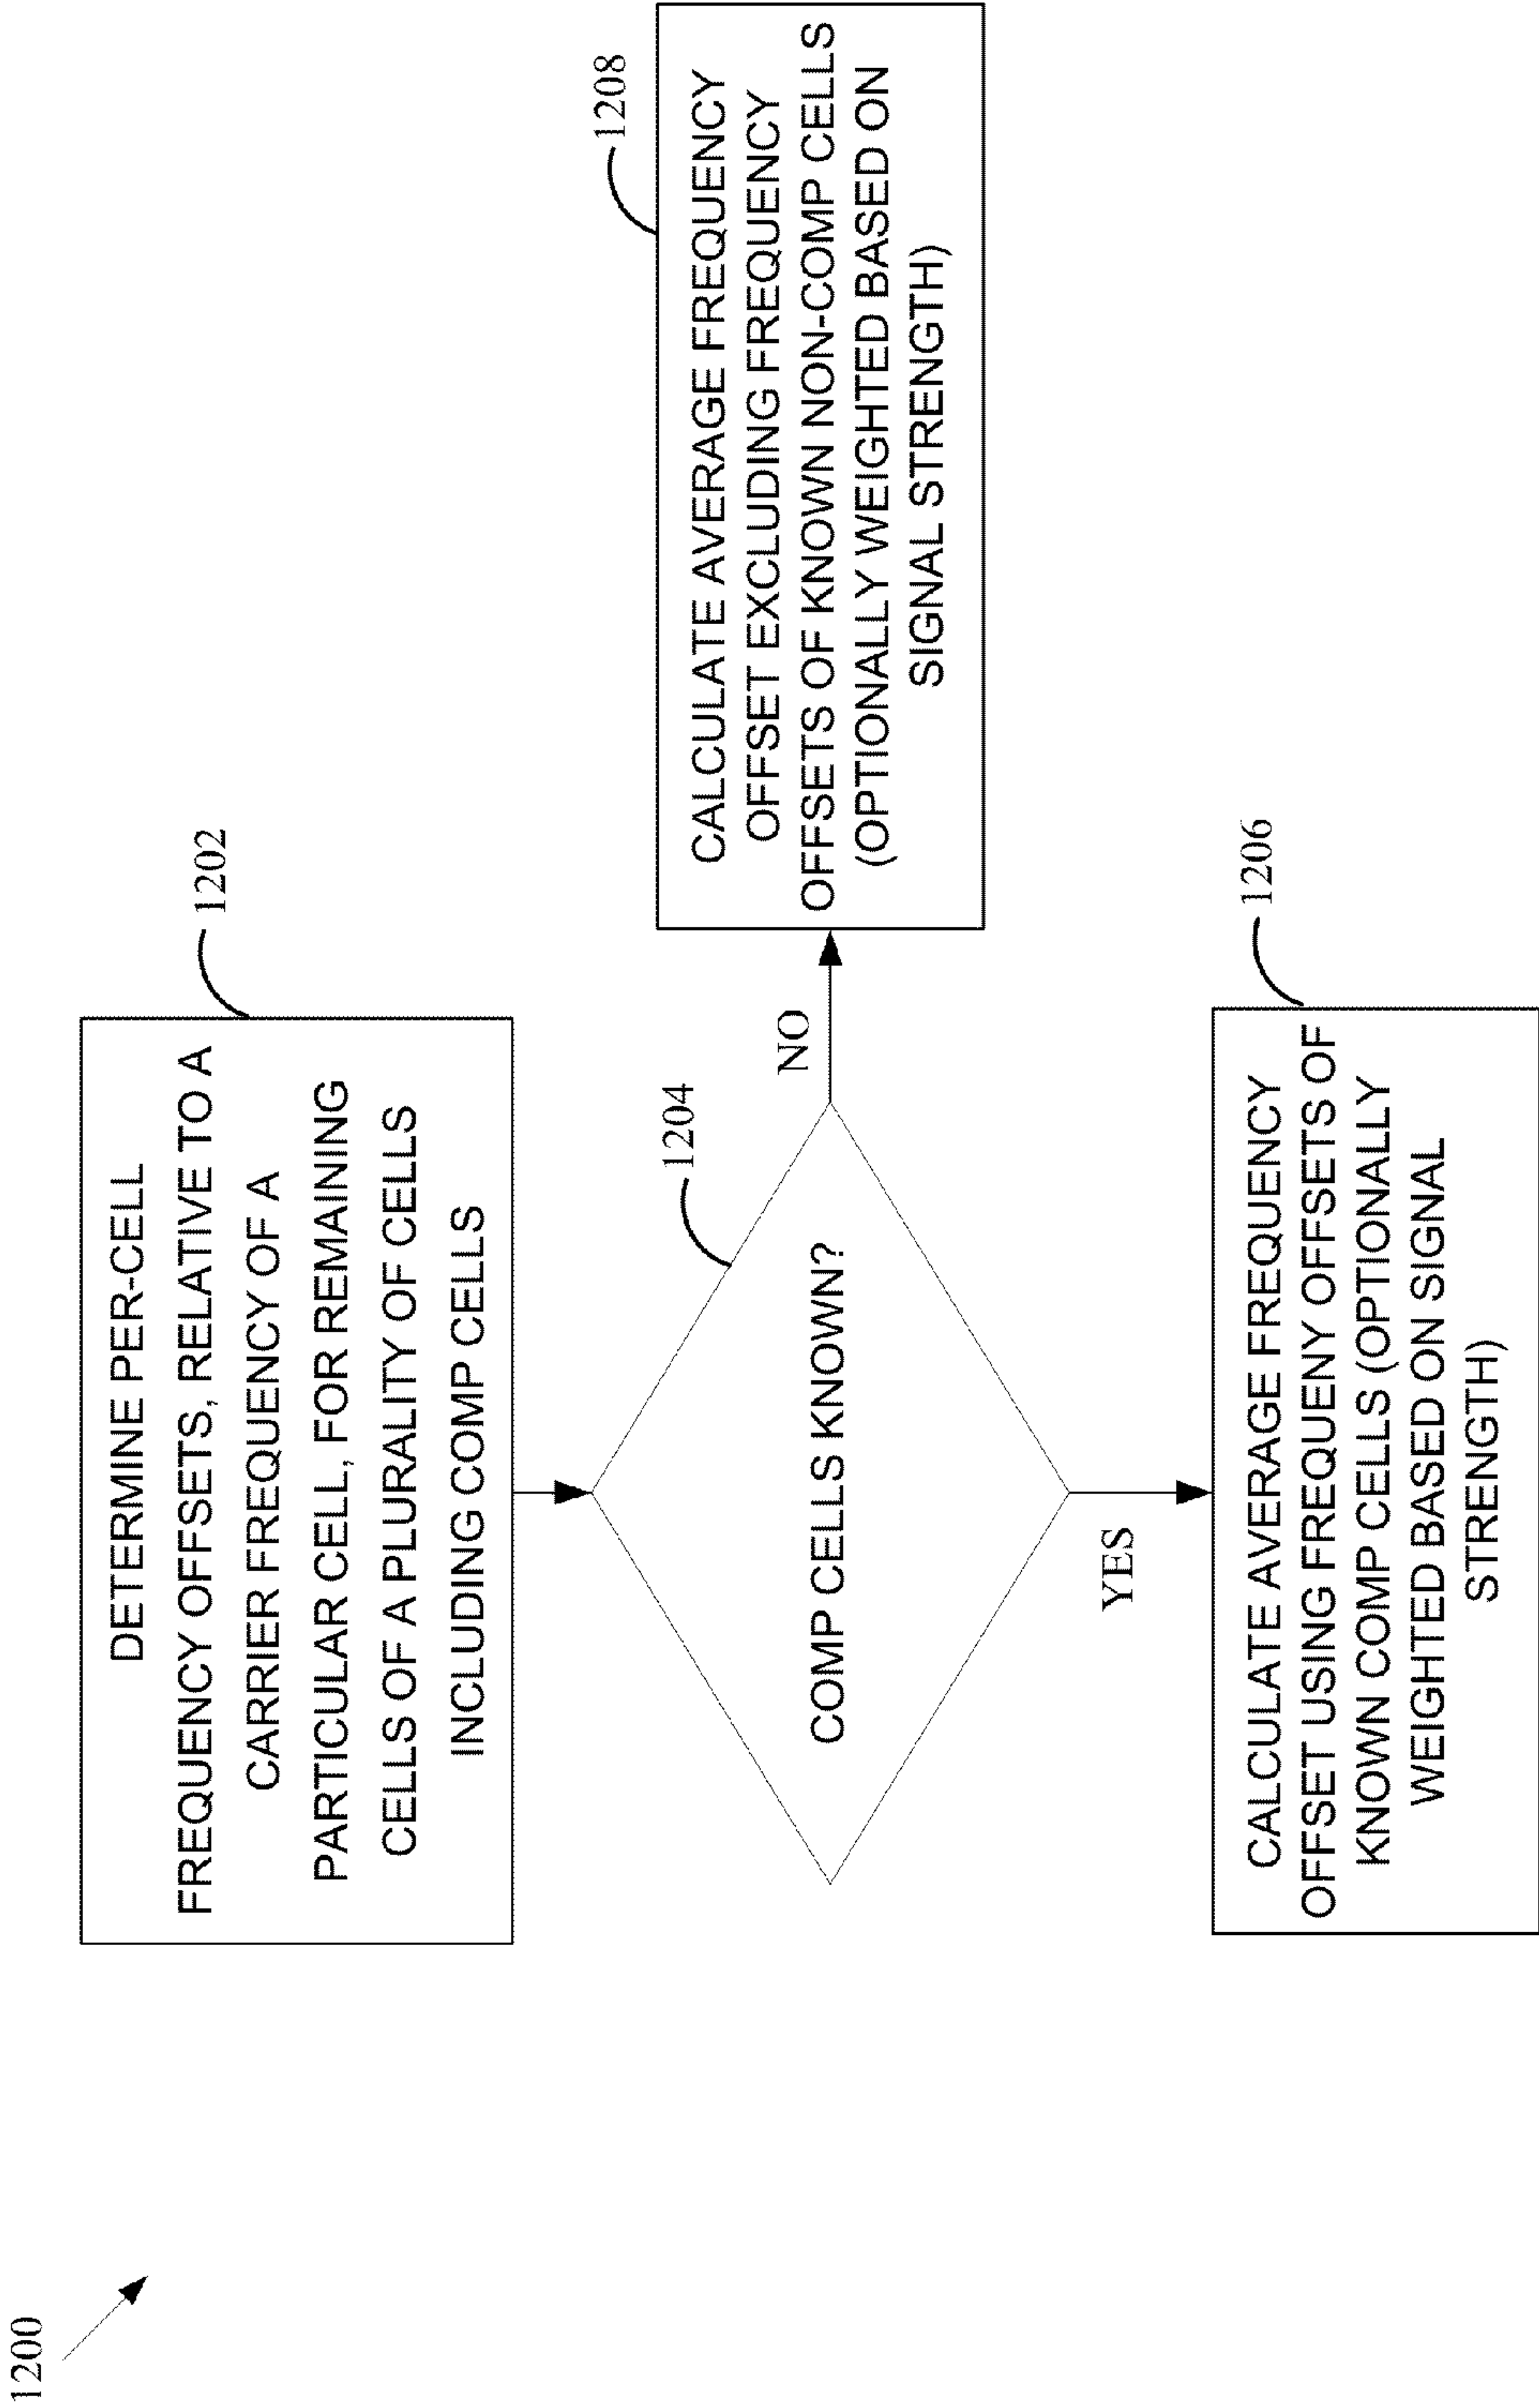 1200
1202
DETERMINE PER-CELL
FREQUENCY OFFSETS, RELATIVE TO A
CARRIER FREQUENCY OF A
PARTICULAR CELL, FOR REMAINING
CELLS OF A PLURALITY OF CELLS
INCLUDING COMP CELLS
1204
COMP CELLS KNOWN?
NO
1208
CALCULATE AVERAGE FREQUENCY
OFFSET EXCLUDING FREQUENCY
OFFSETS OF KNOWN NON-COMP CELLS
(OPTIONALLY WEIGHTED BASED ON
SIGNAL STRENGTH)
YES
1206
CALCULATE AVERAGE FREQUENCY
OFFSET USING FREQUENY OFFSETS OF
KNOWN COMP CELLS (OPTIONALLY
WEIGHTED BASED ON SIGNAL
STRENGTH)